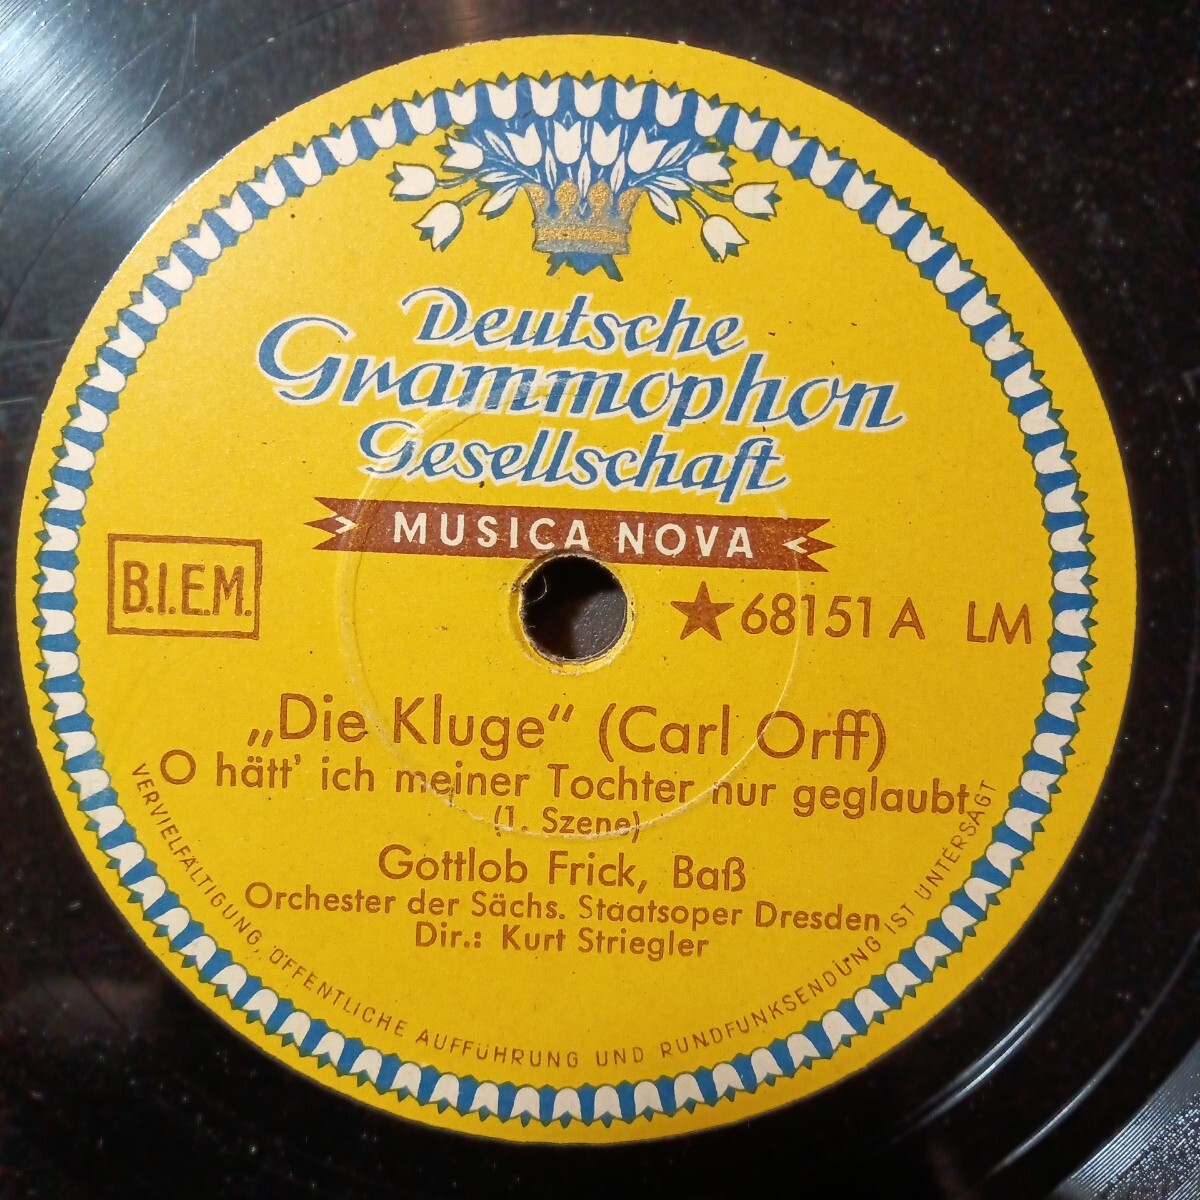 Deutsche
Grammophon
Gesellschaft
MUSICA NOVA
B.I.E.M.
★68151 A LM
„Die Kluge“ (Carl Orff)
O hätt' ich meiner Tochter nur geglaubt
(1. Szene)
Gottlob Frick, Baß
Orchester der Sächs. Staatsoper Dresden
Dir.: Kurt Striegler
VERVIELFÄLTIGUNG, ÖFFENTLICHE AUFFÜHRUNG UND RUNDFUNKSENDUNG IST UNTERSAGT